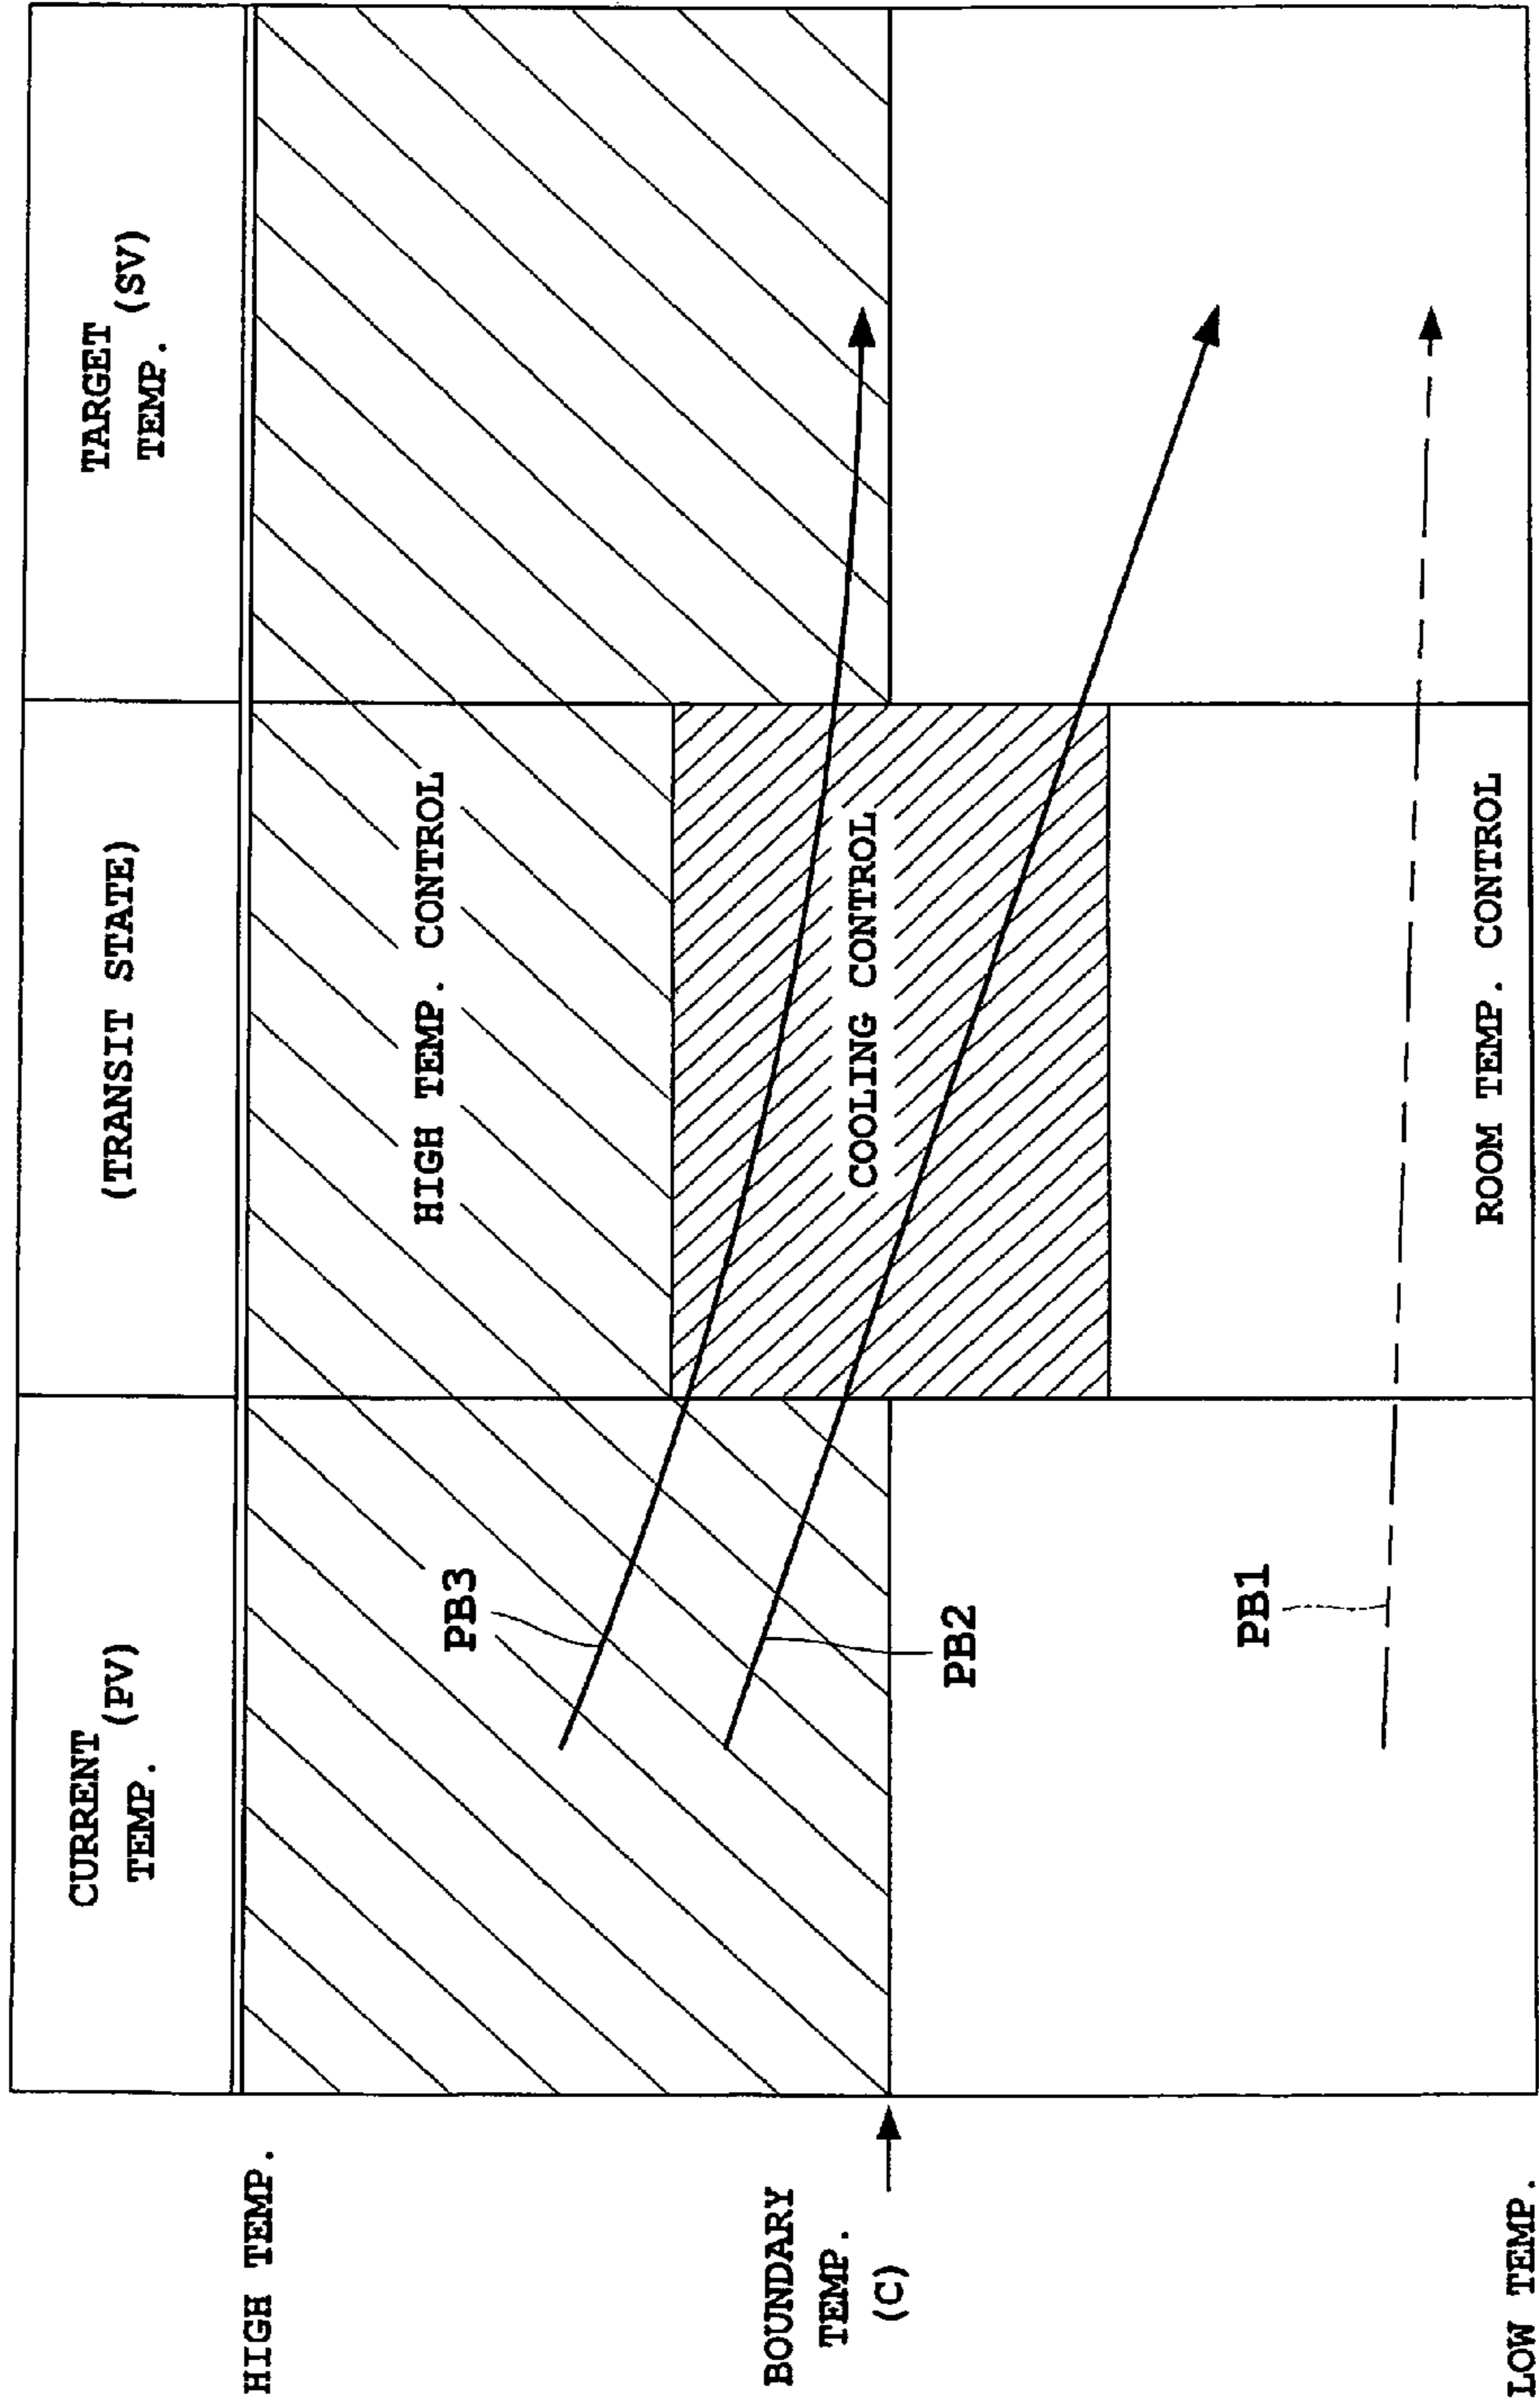 CURRENT
TEMP. (PV)
(TRANSIT STATE)
TARGET
TEMP. (SV)
HIGH TEMP.
HIGH TEMP. CONTROL
PB3
BOUNDARY
TEMP.
(C)
COOLING CONTROL
PB2
PB1
ROOM TEMP. CONTROL
LOW TEMP.